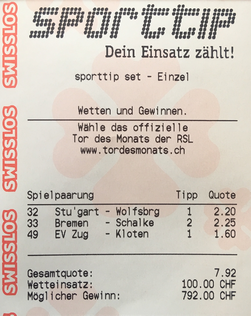 SPORTTIP
Dein Einsatz zählt!
sporttip set - Einzel
Wetten und Gewinnen.
Wähle das offizielle
Tor des Monats der RSL
www.tordesmonats.ch
Spielpaarung Tipp Quote
32 Stu'gart - Wolfsbrg 1 2.20
33 Bremen - Schalke 2 2.25
49 EV Zug - Kloten 1 1.60
Gesamtquote: 7.92
Wetteinsatz: 100.00 CHF
Möglicher Gewinn: 792.00 CHF
SWISSLOS
SWISSLOS
SWISSLOS
SWISSLOS